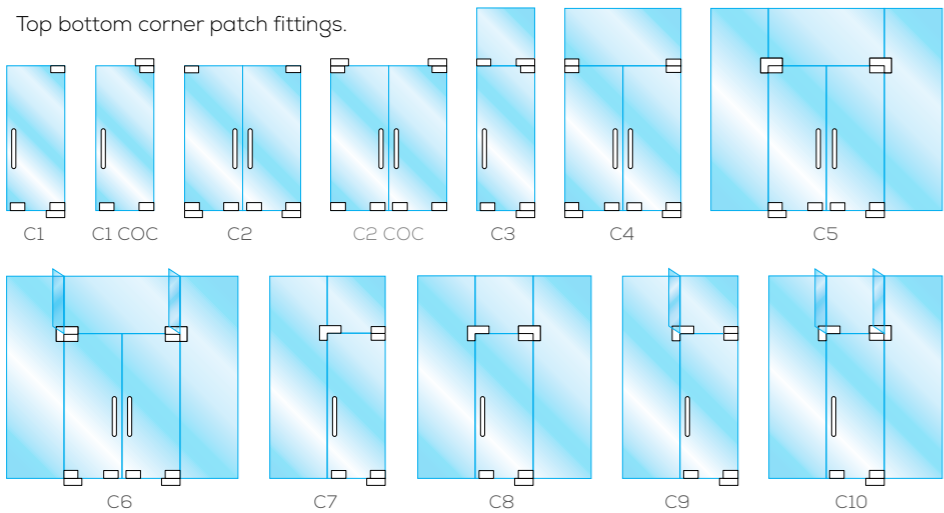 Top bottom corner patch fittings.
C1
C1 COC
C2
C2 COC
C3
C4
C5
C6
C7
C8
C9
C10